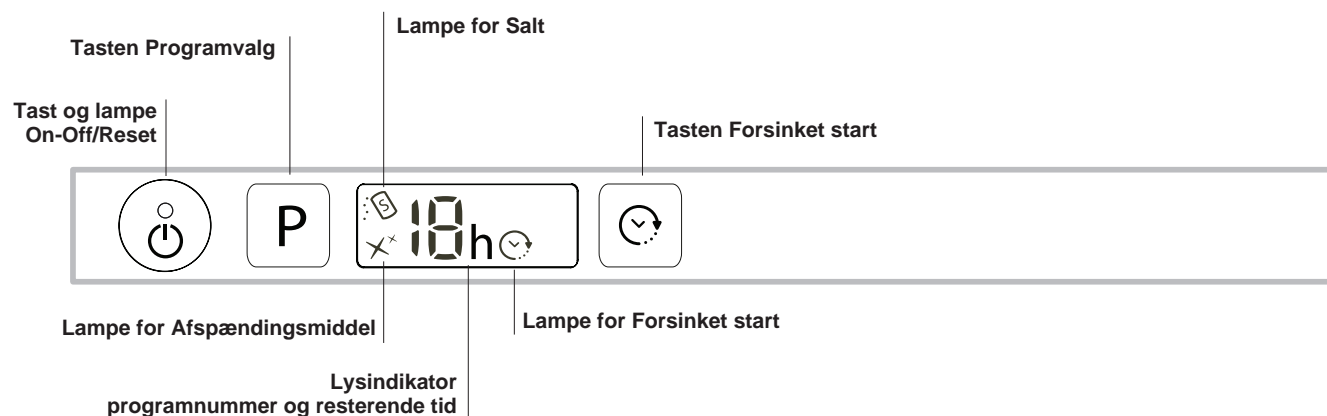 Lampe for Salt
Tasten Programvalg
Tast og lampe
On-Off/Reset
Tasten Forsinket start
P
S
18h
Lampe for Afspændingsmiddel
Lampe for Forsinket start
Lysindikator
programnummer og resterende tid